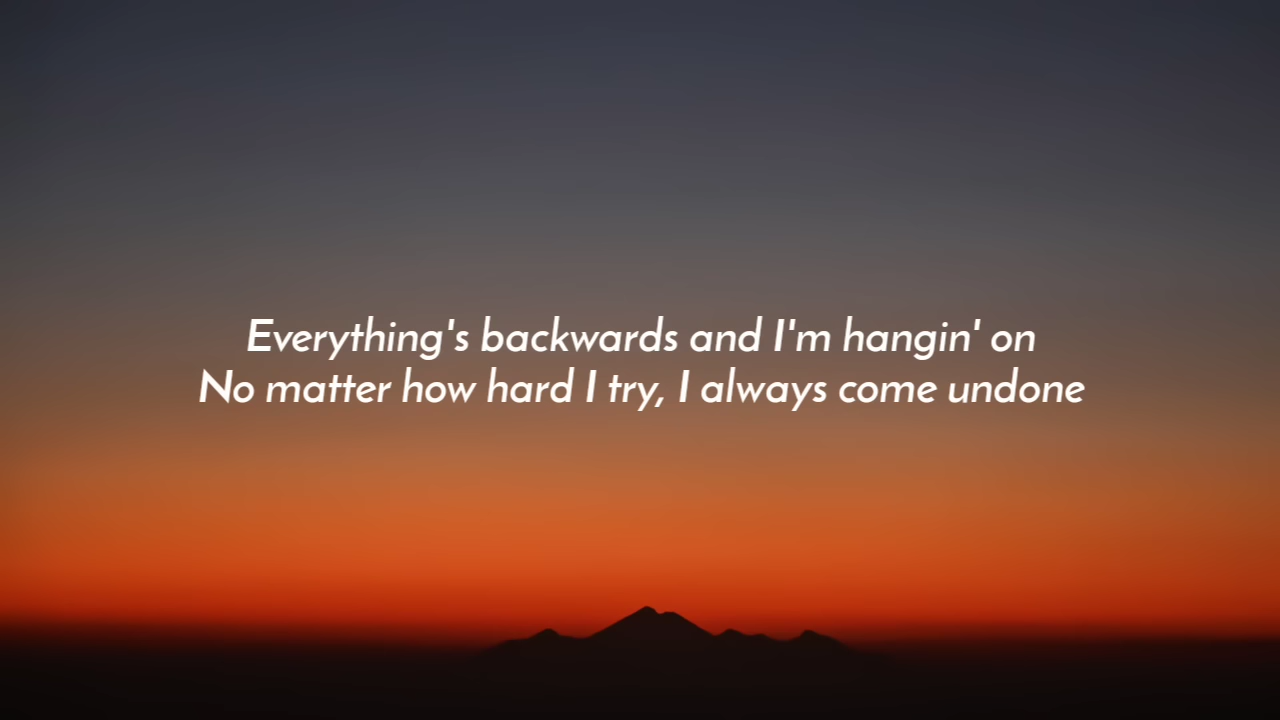 Everything's backwards and I'm hangin' on
No matter how hard I try, I always come undone